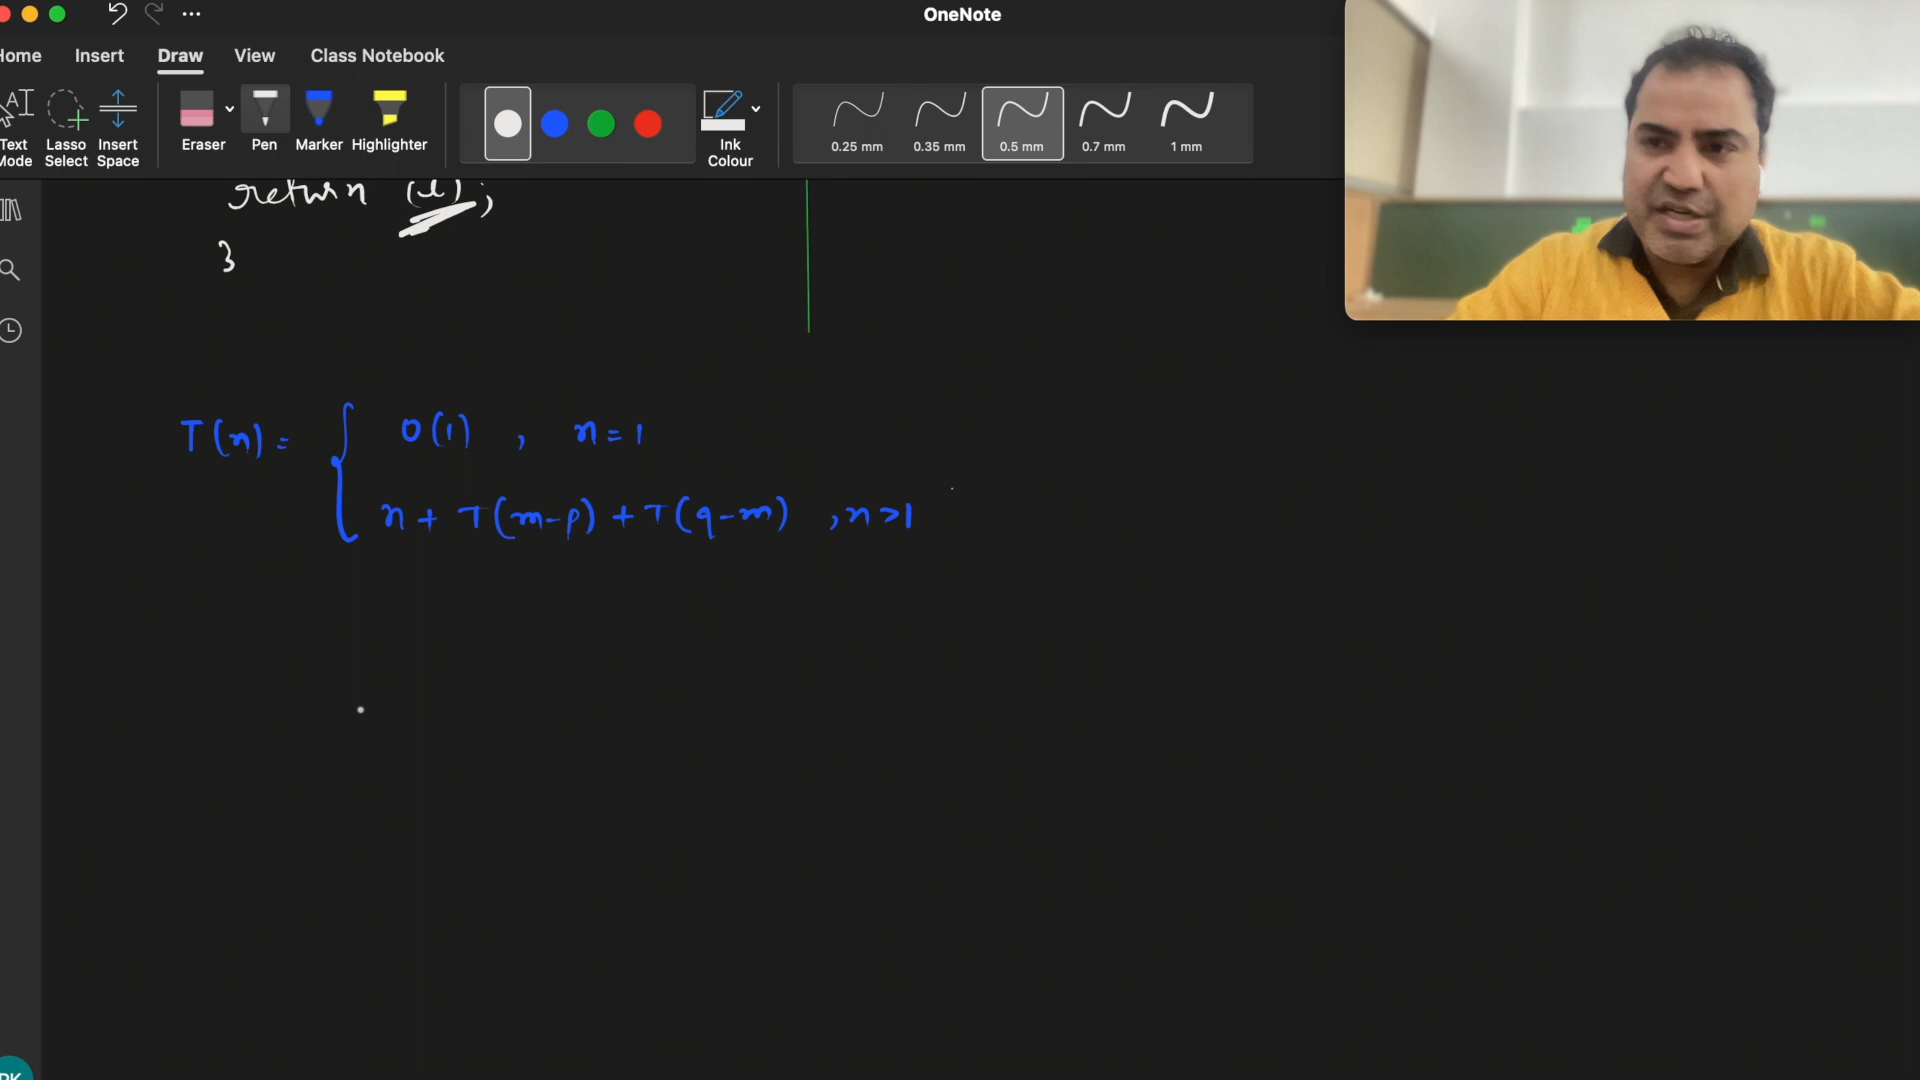 OneNote
Home Insert Draw View Class Notebook
Text Mode Lasso Select Insert Space Eraser Pen Marker Highlighter Ink Colour 0.25 mm 0.35 mm 0.5 mm 0.7 mm 1 mm
return (i);
}
T(n) = { O(1) , n = 1
n + T(m-p) + T(q-m) , n > 1